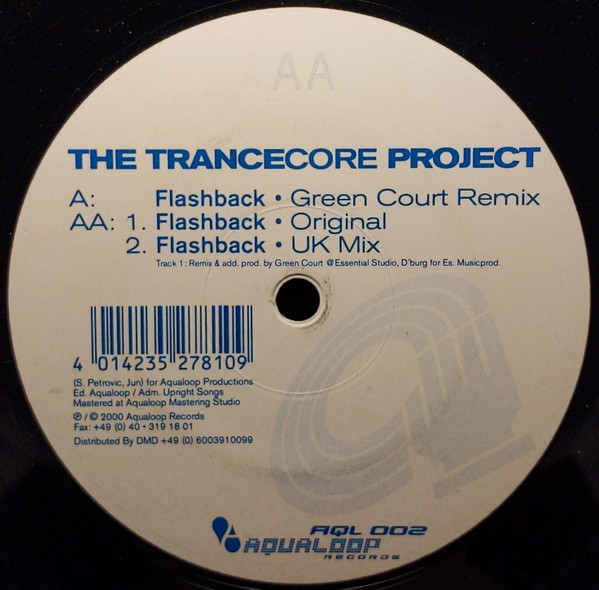 AA
THE TRANCECORE PROJECT
A: Flashback • Green Court Remix
AA: 1. Flashback • Original
2. Flashback • UK Mix
Track 1: Remix & add. prod. by Green Court @Essential Studio, D'burg for Es. Musicprod.
4 014235 278109
(S. Petrovic, Jun) for Aqualoop Productions
Ed. Aqualoop / Adm. Upright Songs
Mastered at Aqualoop Mastering Studio
℗ / © 2000 Aqualoop Records
Fax: +49 (0) 40 • 319 18 01
Distributed By DMD +49 (0) 6003910099
AQL 002
AQUALOOP
RECORDS